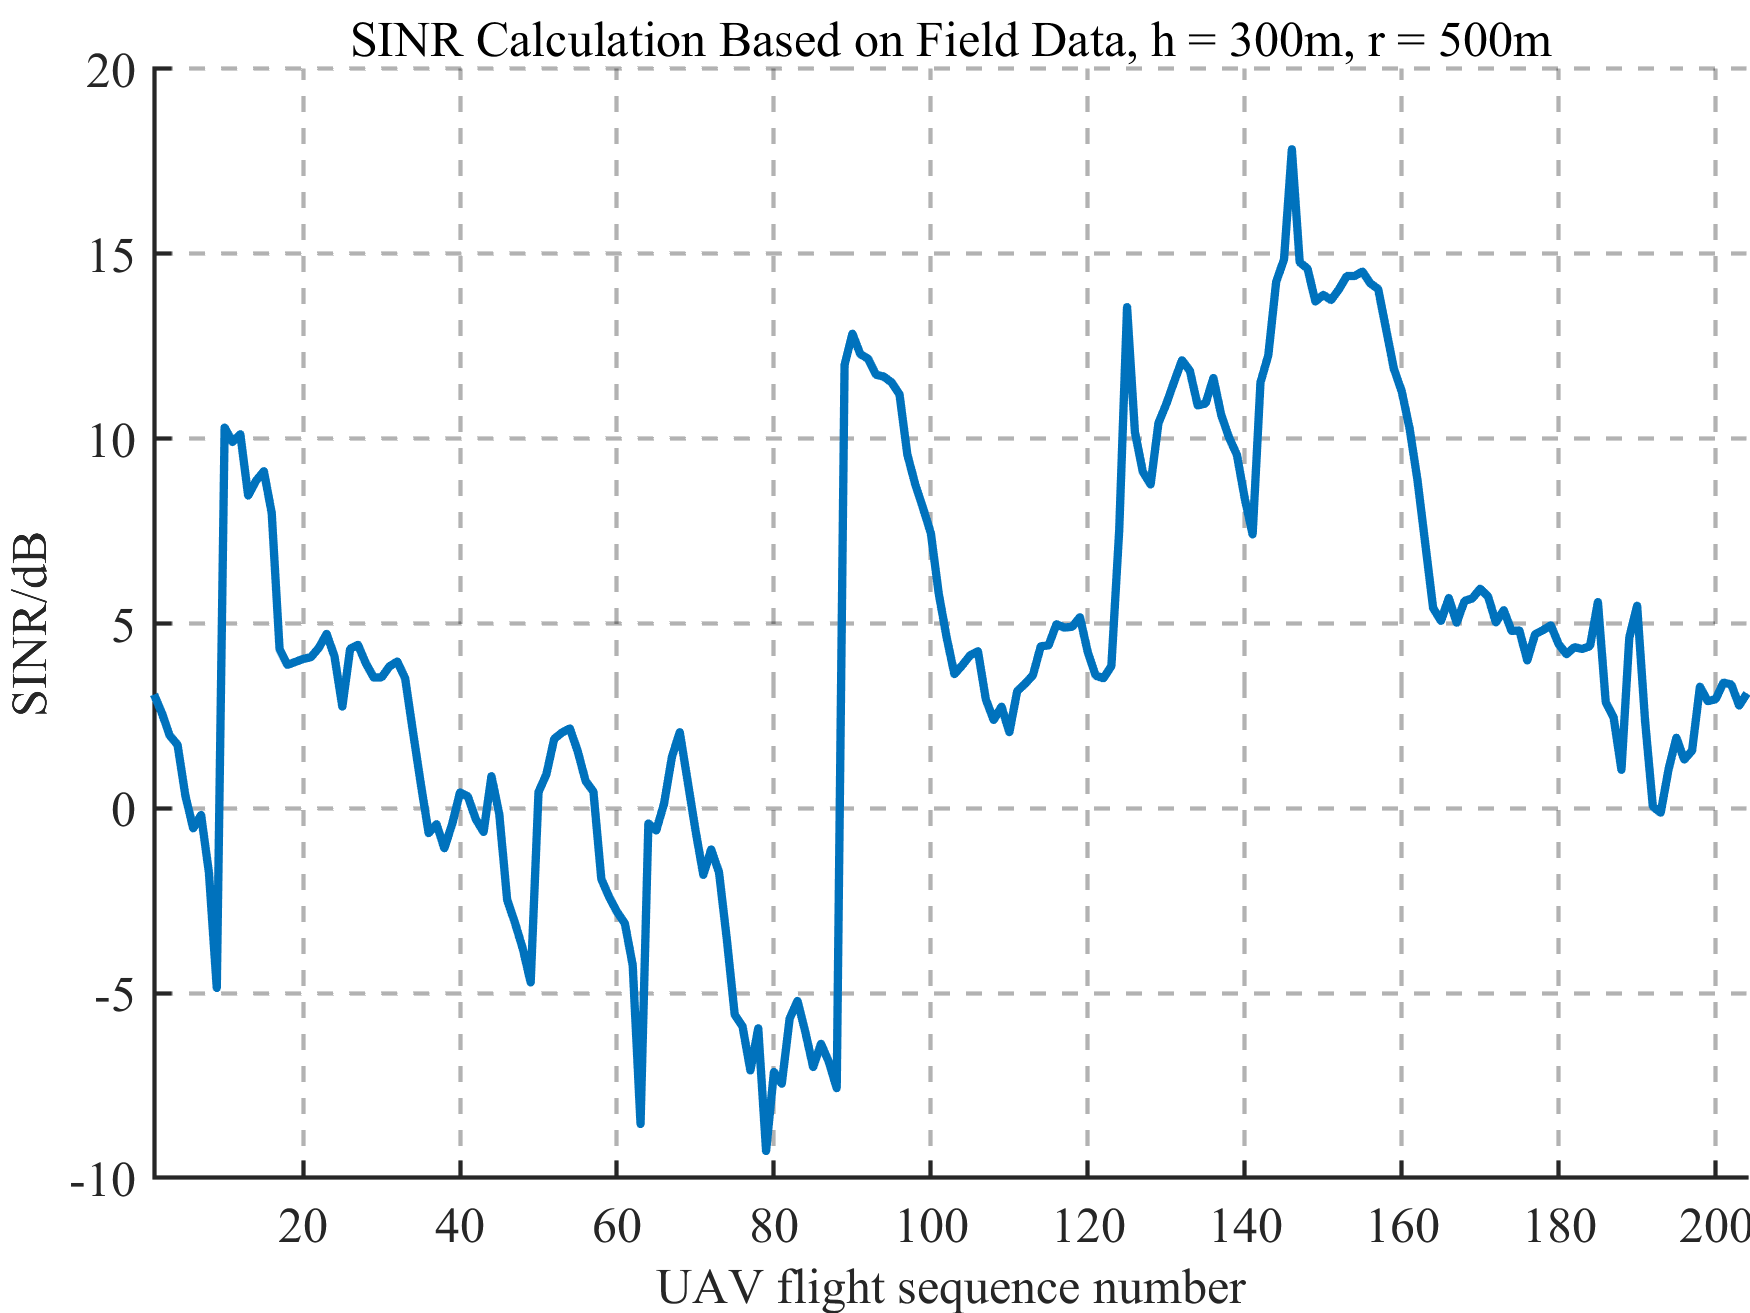 SINR Calculation Based on Field Data, h = 300m, r = 500m
20
15
10
5
0
-5
-10
SINR/dB
20 40 60 80 100 120 140 160 180 200
UAV flight sequence number